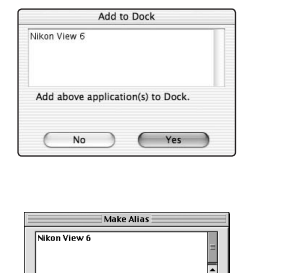 Add to Dock
Nikon View 6
Add above application(s) to Dock.
No Yes
Make Alias
Nikon View 6